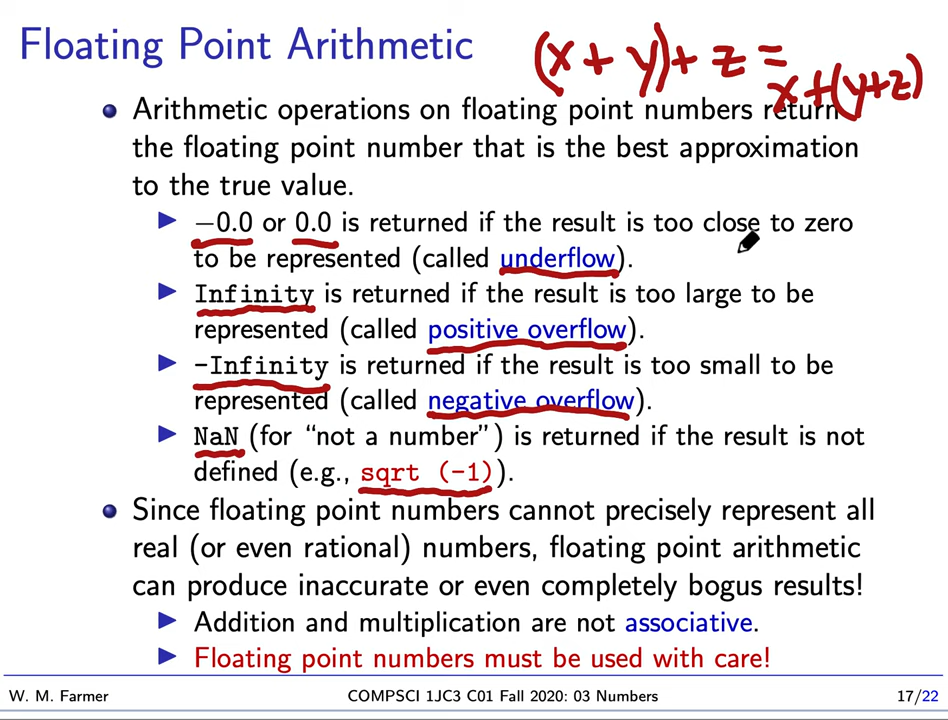 Floating Point Arithmetic
(x + y) + z =
x + (y + z)
Arithmetic operations on floating point numbers return
the floating point number that is the best approximation
to the true value.
−0.0 or 0.0 is returned if the result is too close to zero
to be represented (called underflow).
Infinity is returned if the result is too large to be
represented (called positive overflow).
-Infinity is returned if the result is too small to be
represented (called negative overflow).
NaN (for “not a number”) is returned if the result is not
defined (e.g., sqrt (-1)).
Since floating point numbers cannot precisely represent all
real (or even rational) numbers, floating point arithmetic
can produce inaccurate or even completely bogus results!
Addition and multiplication are not associative.
Floating point numbers must be used with care!
W. M. Farmer COMPSCI 1JC3 C01 Fall 2020: 03 Numbers 17/22